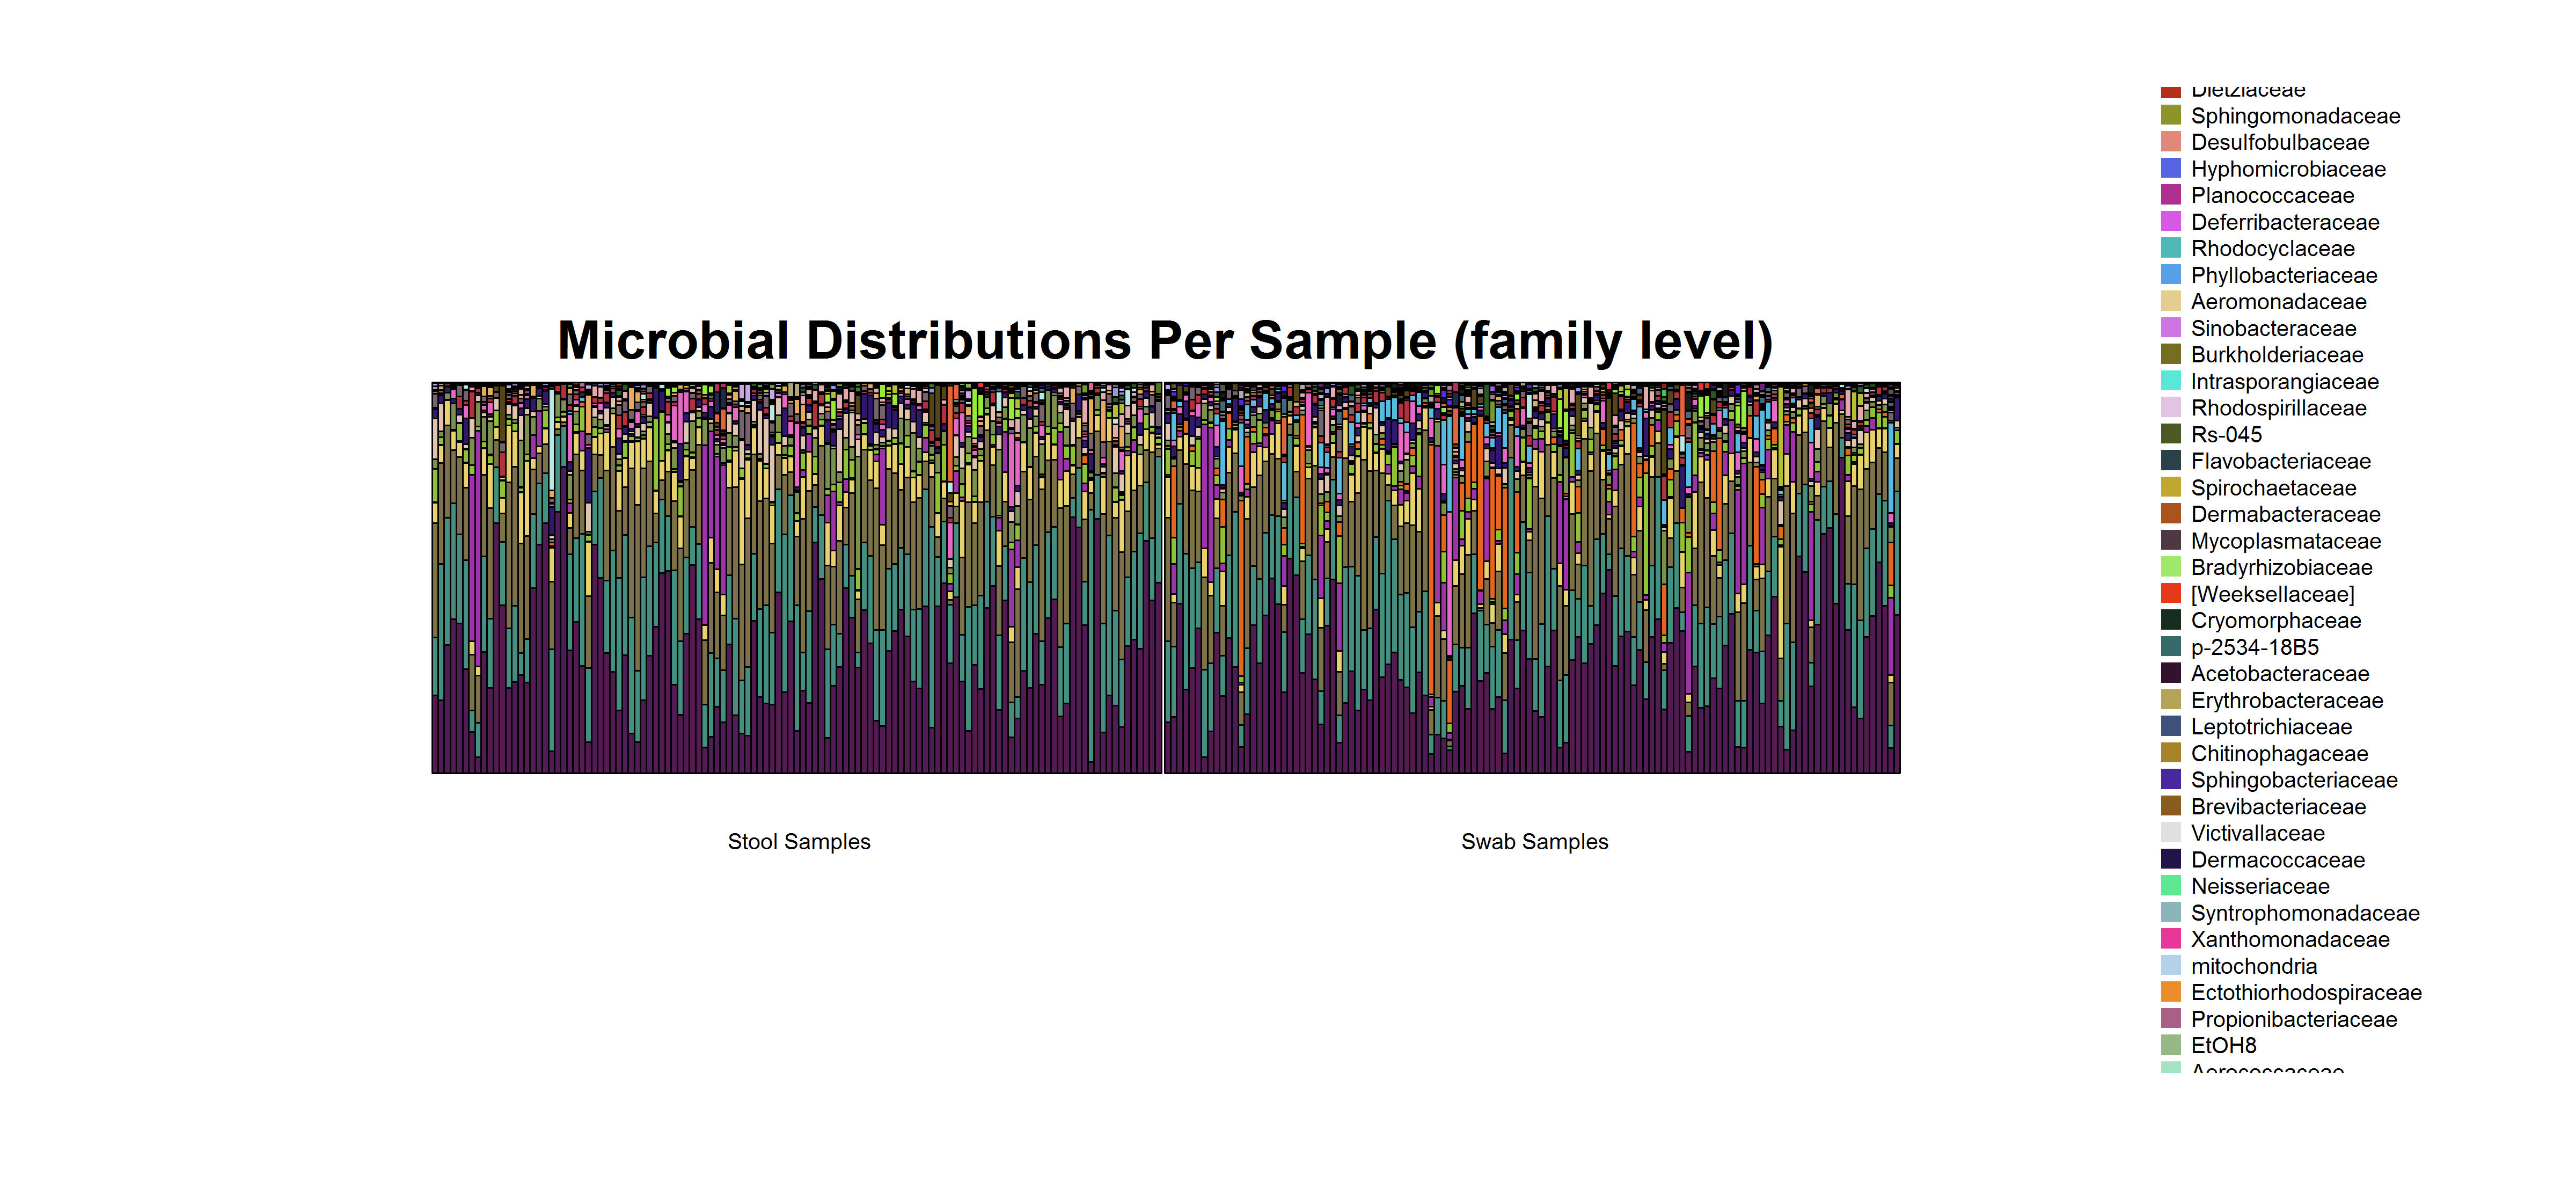 Microbial Distributions Per Sample (family level)
Stool Samples
Swab Samples
Dietziaceae
Sphingomonadaceae
Desulfobulbaceae
Hyphomicrobiaceae
Planococcaceae
Deferribacteraceae
Rhodocyclaceae
Phyllobacteriaceae
Aeromonadaceae
Sinobacteraceae
Burkholderiaceae
Intrasporangiaceae
Rhodospirillaceae
Rs-045
Flavobacteriaceae
Spirochaetaceae
Dermabacteraceae
Mycoplasmataceae
Bradyrhizobiaceae
[Weeksellaceae]
Cryomorphaceae
p-2534-18B5
Acetobacteraceae
Erythrobacteraceae
Leptotrichiaceae
Chitinophagaceae
Sphingobacteriaceae
Brevibacteriaceae
Victivallaceae
Dermacoccaceae
Neisseriaceae
Syntrophomonadaceae
Xanthomonadaceae
mitochondria
Ectothiorhodospiraceae
Propionibacteriaceae
EtOH8
Aerococcaceae